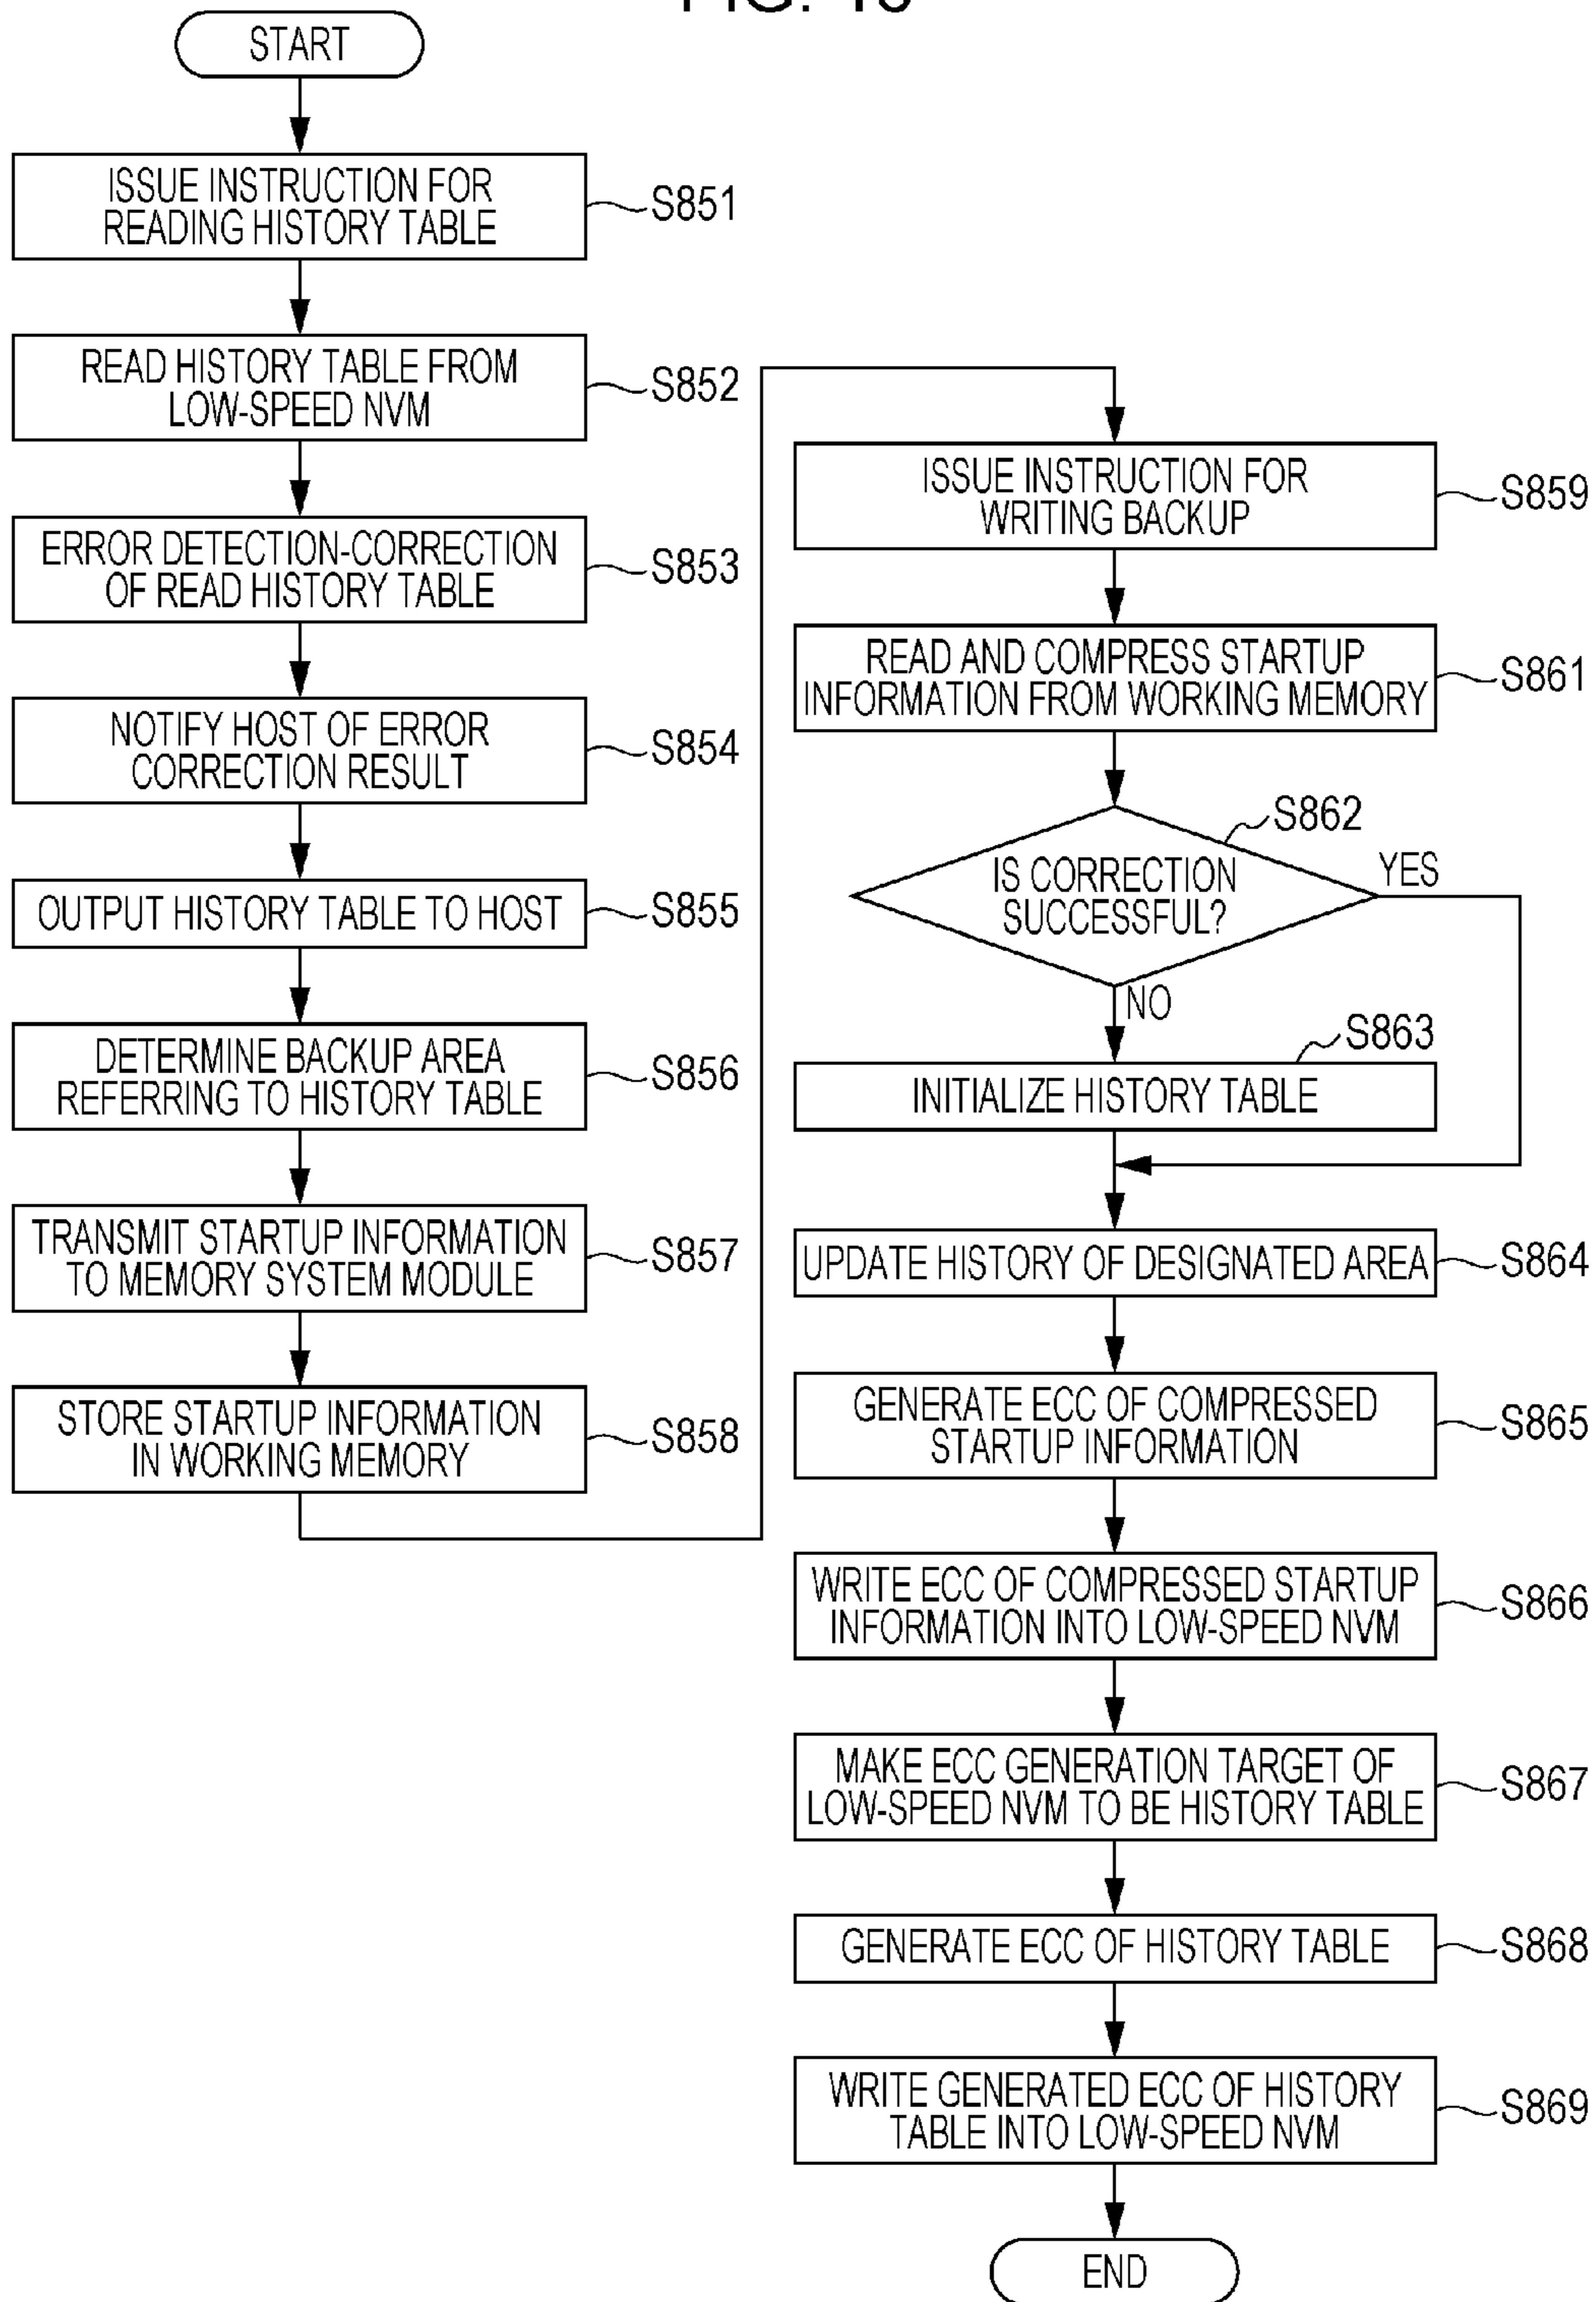 START
ISSUE INSTRUCTION FOR
READING HISTORY TABLE
S851
READ HISTORY TABLE FROM
LOW-SPEED NVM
S852
ERROR DETECTION-CORRECTION
OF READ HISTORY TABLE
S853
NOTIFY HOST OF ERROR
CORRECTION RESULT
S854
OUTPUT HISTORY TABLE TO HOST
S855
DETERMINE BACKUP AREA
REFERRING TO HISTORY TABLE
S856
TRANSMIT STARTUP INFORMATION
TO MEMORY SYSTEM MODULE
S857
STORE STARTUP INFORMATION
IN WORKING MEMORY
S858
ISSUE INSTRUCTION FOR
WRITING BACKUP
S859
READ AND COMPRESS STARTUP
INFORMATION FROM WORKING MEMORY
S861
S862
IS CORRECTION
SUCCESSFUL?
YES
NO
S863
INITIALIZE HISTORY TABLE
UPDATE HISTORY OF DESIGNATED AREA
S864
GENERATE ECC OF COMPRESSED
STARTUP INFORMATION
S865
WRITE ECC OF COMPRESSED STARTUP
INFORMATION INTO LOW-SPEED NVM
S866
MAKE ECC GENERATION TARGET OF
LOW-SPEED NVM TO BE HISTORY TABLE
S867
GENERATE ECC OF HISTORY TABLE
S868
WRITE GENERATED ECC OF HISTORY
TABLE INTO LOW-SPEED NVM
S869
END